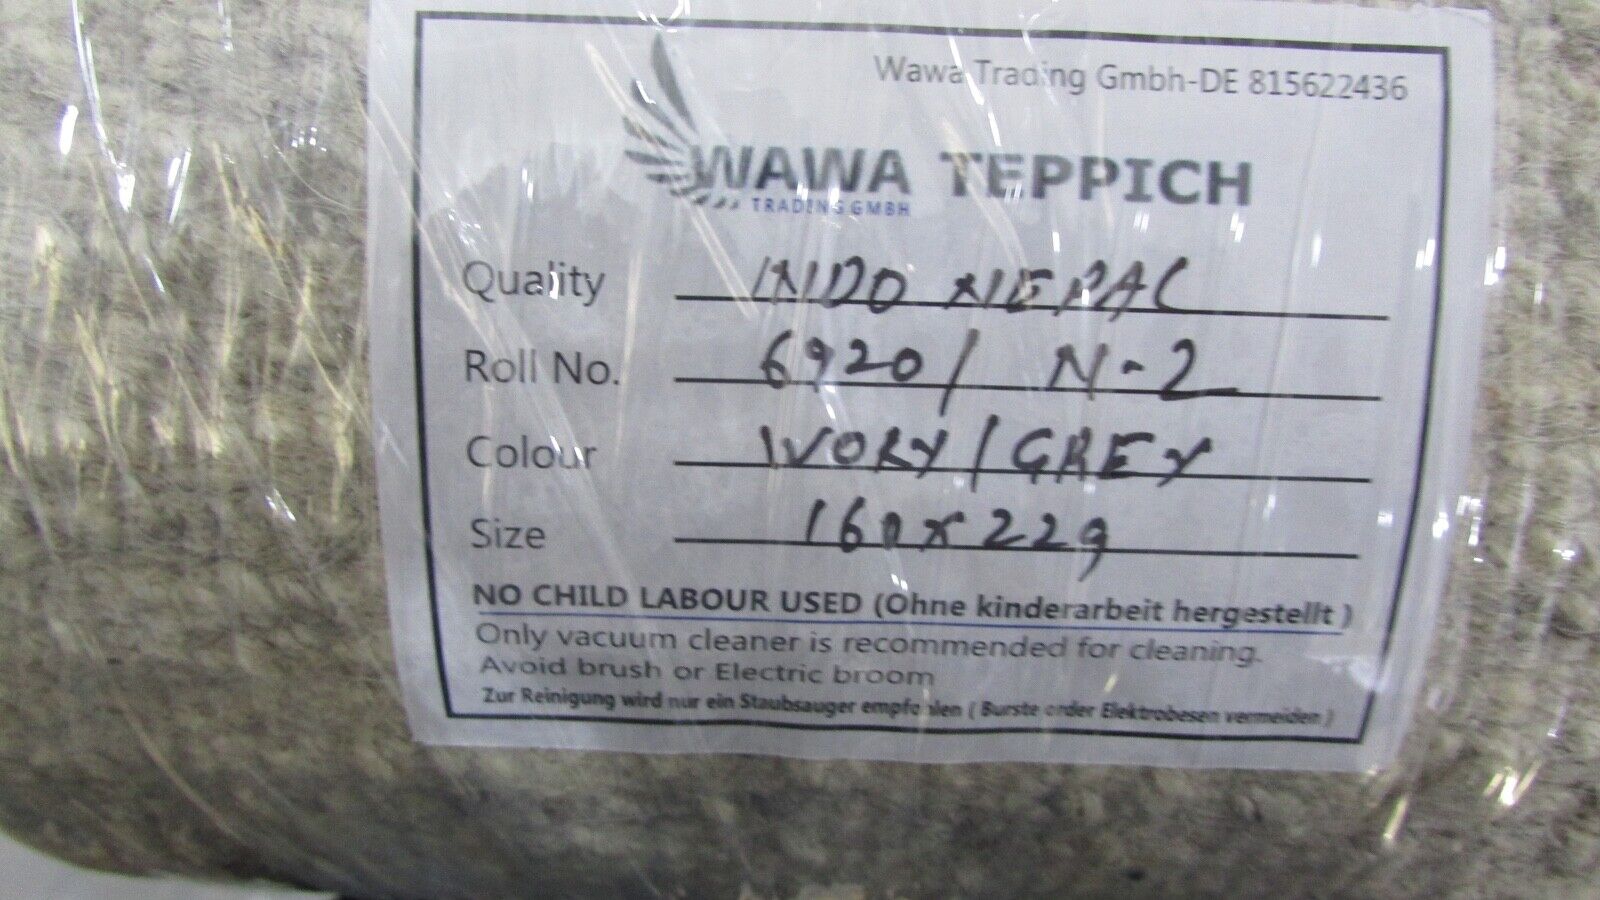 Wawa Trading Gmbh-DE 815622436
WAWA TEPPICH
TRADING GMBH
Quality INDO NEPAL
Roll No. 6920/ N-2
Colour IVORY/GREY
Size 160x229
NO CHILD LABOUR USED (Ohne kinderarbeit hergestellt )
Only vacuum cleaner is recommended for cleaning.
Avoid brush or Electric broom
Zur Reinigung wird nur ein Staubsauger empfohlen ( Burste order Elektrobesen vermeiden )